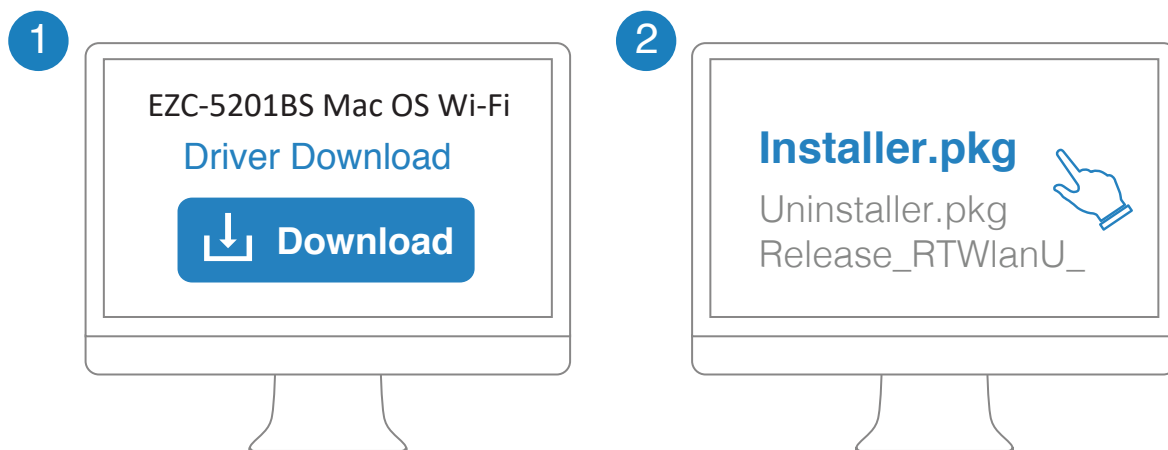 1
EZC-5201BS Mac OS Wi-Fi
Driver Download
Download
2
Installer.pkg
Uninstaller.pkg
Release_RTWlanU_